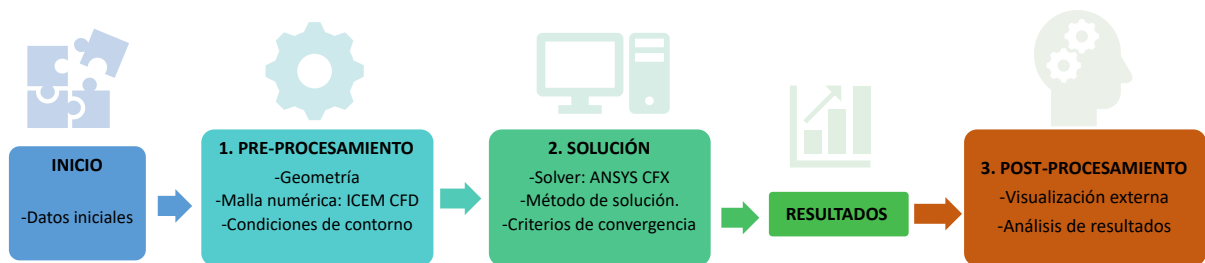 INICIO
-Datos iniciales
1. PRE-PROCESAMIENTO
-Geometría
-Malla numérica: ICEM CFD
-Condiciones de contorno
2. SOLUCIÓN
-Solver: ANSYS CFX
-Método de solución.
-Criterios de convergencia
RESULTADOS
3. POST-PROCESAMIENTO
-Visualización externa
-Análisis de resultados